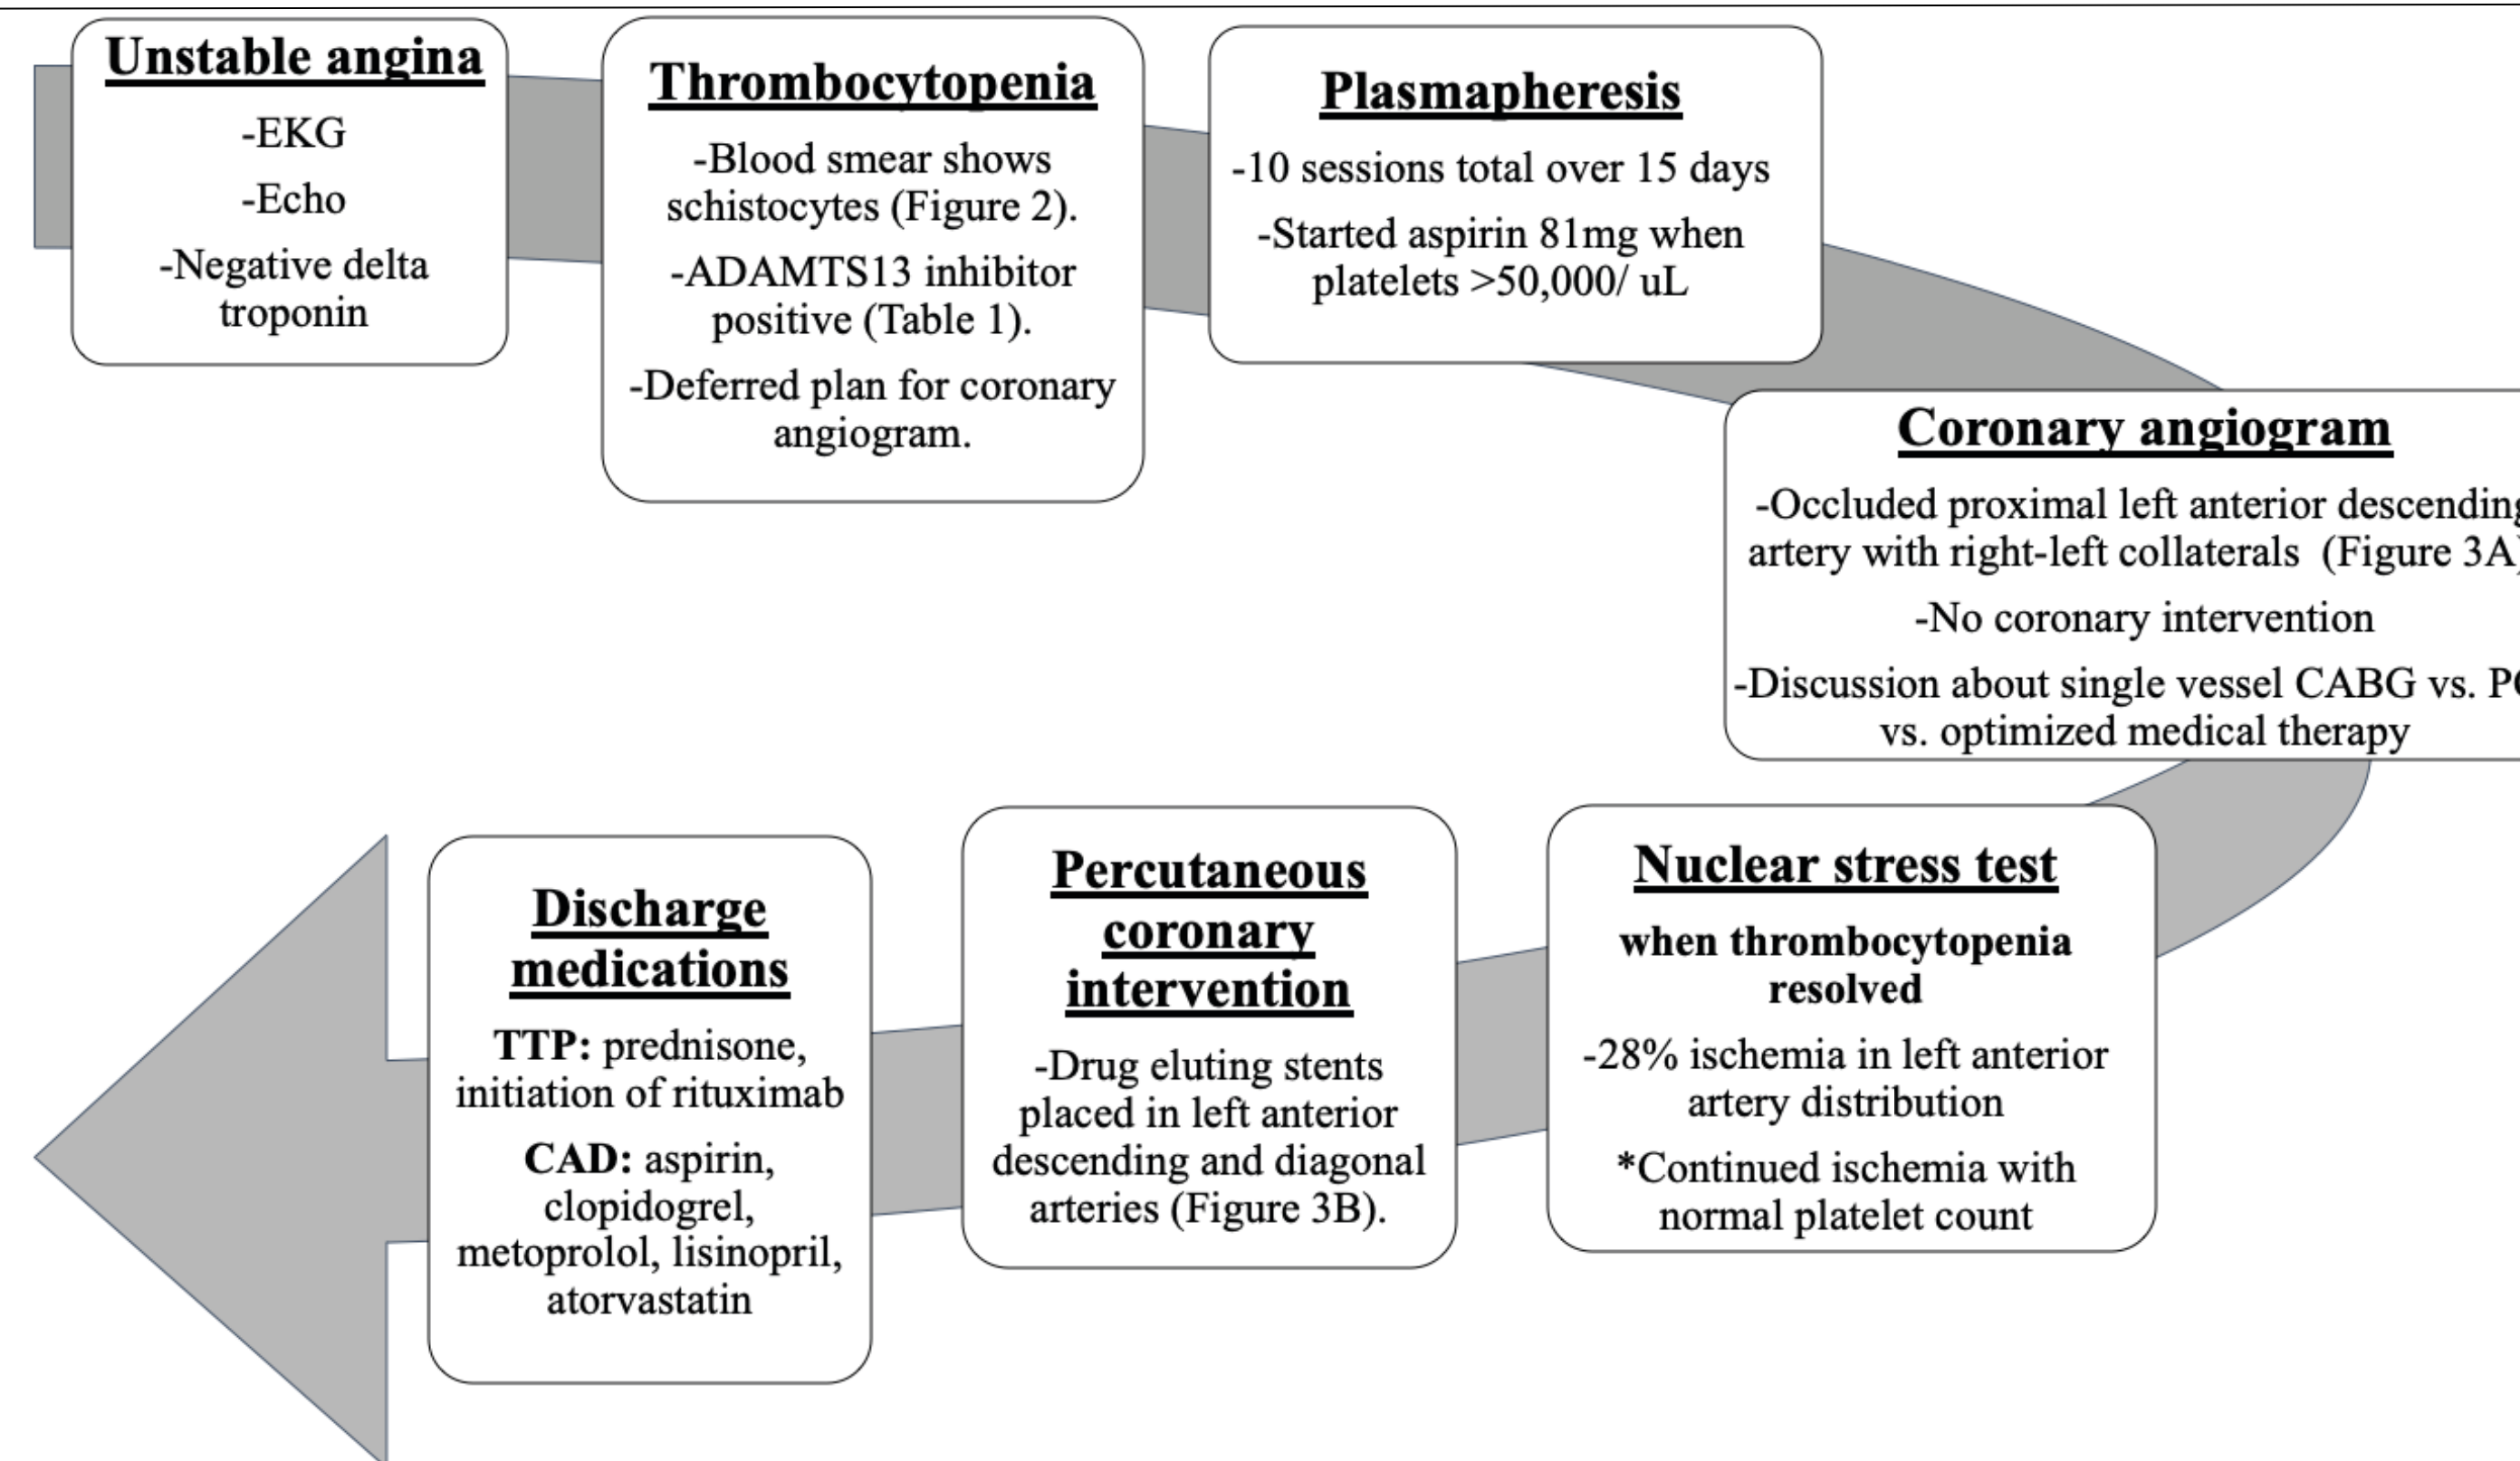 Unstable angina
-EKG
-Echo
-Negative delta
troponin
Thrombocytopenia
-Blood smear shows
schistocytes (Figure 2).
-ADAMTS13 inhibitor
positive (Table 1).
-Deferred plan for coronary
angiogram.
Plasmapheresis
-10 sessions total over 15 days
-Started aspirin 81mg when
platelets >50,000/ uL
Coronary angiogram
-Occluded proximal left anterior descending
artery with right-left collaterals  (Figure 3A)
-No coronary intervention
-Discussion about single vessel CABG vs.
vs. optimized medical therapy
Nuclear stress test
when thrombocytopenia
resolved
-28% ischemia in left anterior
artery distribution
*Continued ischemia with
normal platelet count
Percutaneous
coronary
intervention
-Drug eluting stents
placed in left anterior
descending and diagonal
arteries (Figure 3B).
Discharge
medications
TTP: prednisone,
initiation of rituximab
CAD: aspirin,
clopidogrel,
metoprolol, lisinopril,
atorvastatin